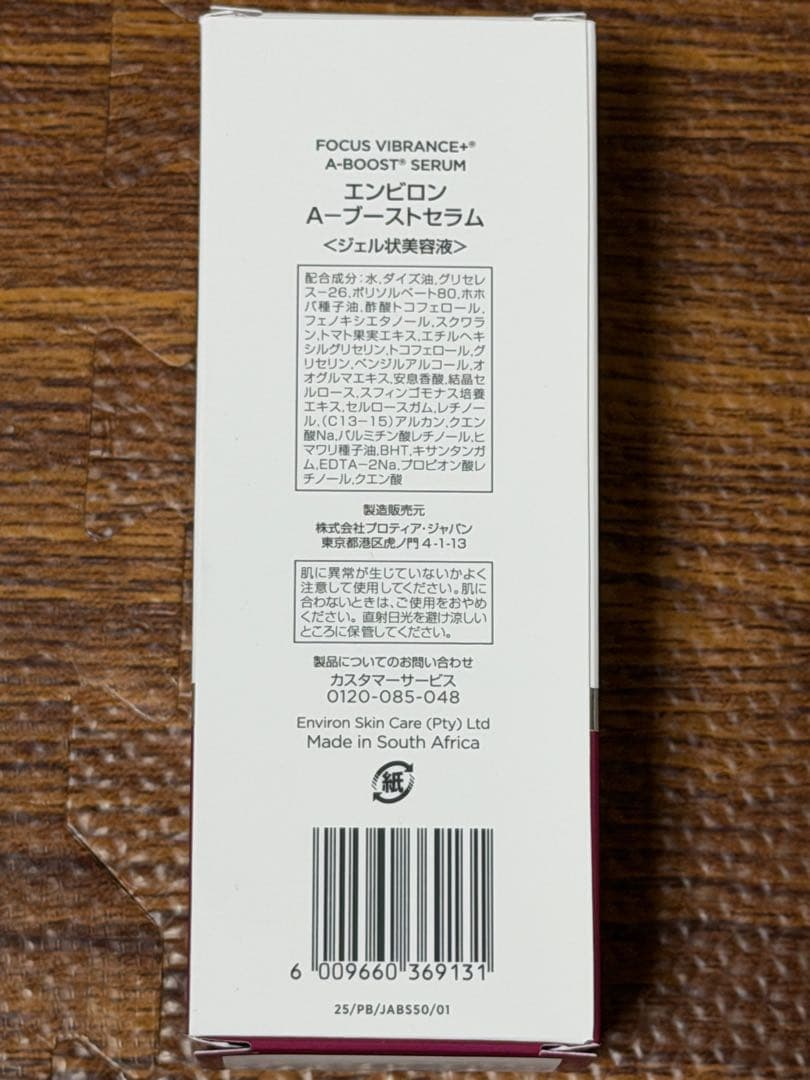 FOCUS VIBRANCE+®
A-BOOST® SERUM
エンビロン
A－ブーストセラム
＜ジェル状美容液＞
配合成分：水,ダイズ油,グリセレ
ス－26,ポリソルベート80,ホホ
バ種子油,酢酸トコフェロール,
フェノキシエタノール,スクワラ
ン,トマト果実エキス,エチルヘキ
シルグリセリン,トコフェロール,グ
リセリン,ベンジルアルコール,オ
オグルマエキス,安息香酸,結晶セ
ルロース,スフィンゴモナス培養
エキス,セルロースガム,レチノー
ル,(C13－15)アルカン,クエン
酸Na,パルミチン酸レチノール,ヒ
マワリ種子油,BHT,キサンタンガ
ム,EDTA－2Na,プロピオン酸レ
チノール,クエン酸
製造販売元
株式会社プロティア・ジャパン
東京都港区虎ノ門 4-1-13
肌に異常が生じていないかよく
注意して使用してください。肌に
合わないときは、ご使用をおやめ
ください。直射日光を避け涼しい
ところに保管してください。
製品についてのお問い合わせ
カスタマーサービス
0120-085-048
Environ Skin Care (Pty) Ltd
Made in South Africa
紙
6 009660 369131
25/PB/JABS50/01